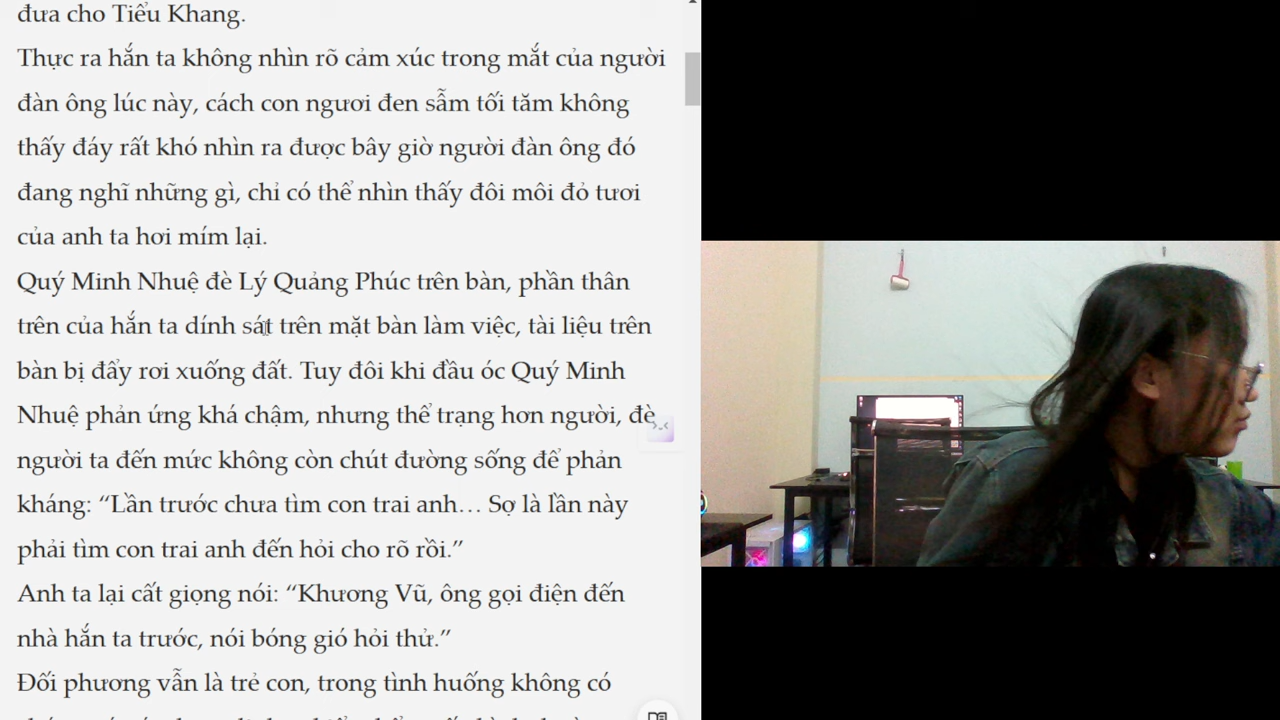 đưa cho Tiểu Khang.
Thực ra hắn ta không nhìn rõ cảm xúc trong mắt của người
đàn ông lúc này, cách con ngươi đen sẫm tối tăm không
thấy đáy rất khó nhìn ra được bây giờ người đàn ông đó
đang nghĩ những gì, chỉ có thể nhìn thấy đôi môi đỏ tươi
của anh ta hơi mím lại.
Quý Minh Nhuệ đè Lý Quảng Phúc trên bàn, phần thân
trên của hắn ta dính sát trên mặt bàn làm việc, tài liệu trên
bàn bị đẩy rơi xuống đất. Tuy đôi khi đầu óc Quý Minh
Nhuệ phản ứng khá chậm, nhưng thể trạng hơn người, đè
người ta đến mức không còn chút đường sống để phản
kháng: “Lần trước chưa tìm con trai anh… Sợ là lần này
phải tìm con trai anh đến hỏi cho rõ rồi.”
Anh ta lại cất giọng nói: “Khương Vũ, ông gọi điện đến
nhà hắn ta trước, nói bóng gió hỏi thử.”
Đối phương vẫn là trẻ con, trong tình huống không có